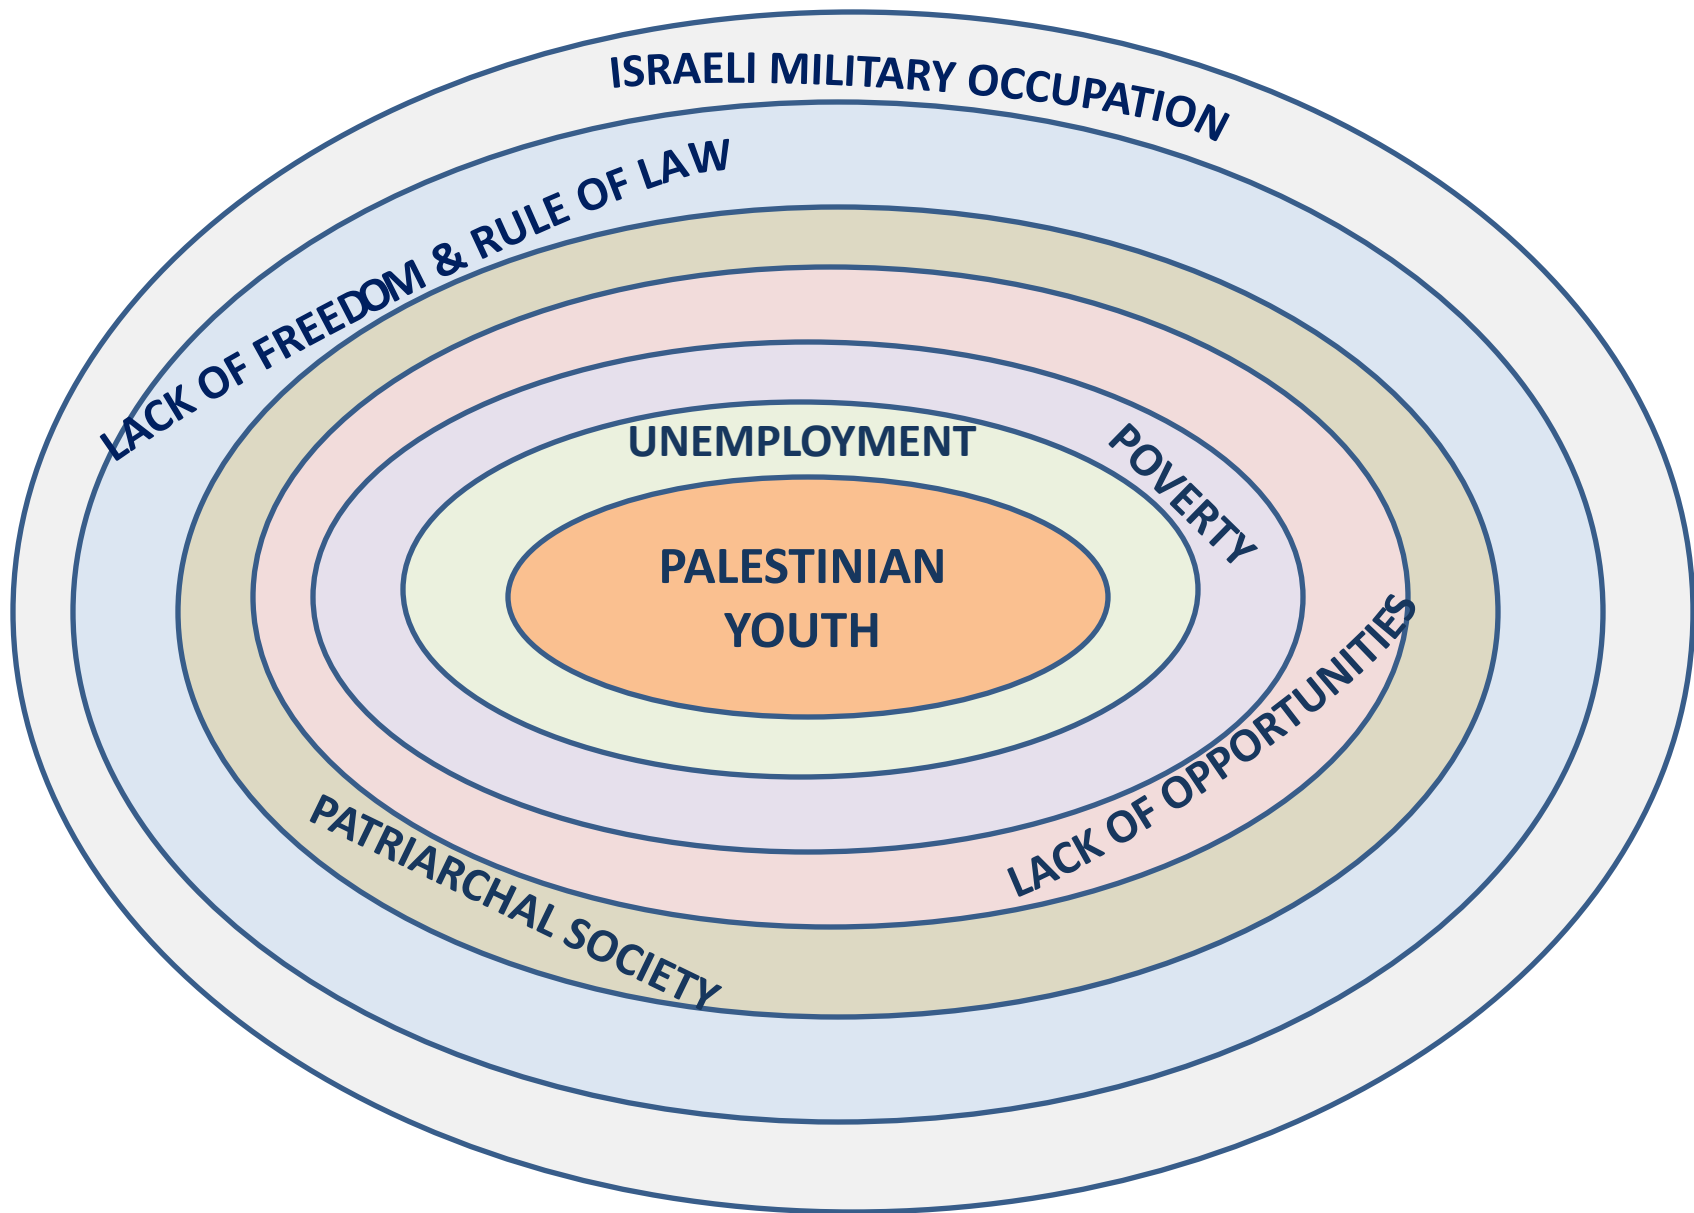 ISRAELI MILITARY OCCUPATION
LACK OF FREEDOM & RULE OF LAW
UNEMPLOYMENT
POVERTY
PALESTINIAN
YOUTH
LACK OF OPPORTUNITIES
PATRIARCHAL SOCIETY